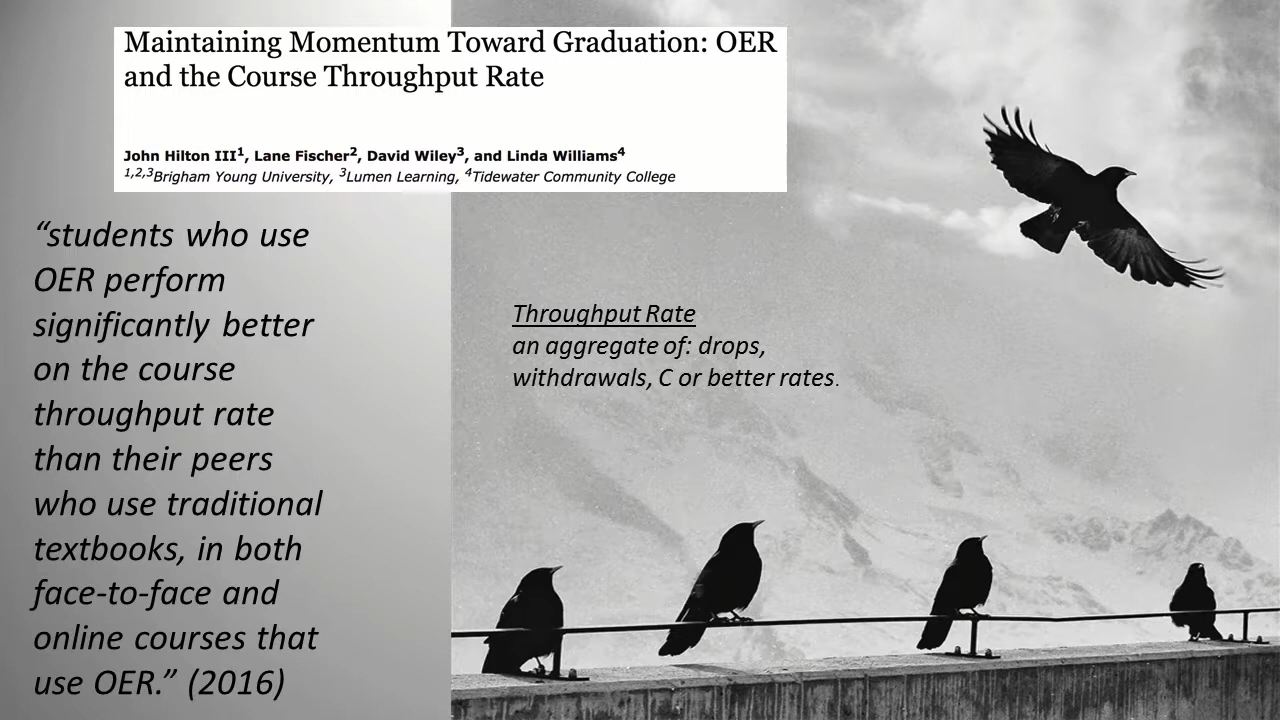 Maintaining Momentum Toward Graduation: OER
and the Course Throughput Rate
John Hilton III1, Lane Fischer2, David Wiley3, and Linda Williams4
1,2,3Brigham Young University, 3Lumen Learning, 4Tidewater Community College
“students who use
OER perform
significantly better
on the course
throughput rate
than their peers
who use traditional
textbooks, in both
face-to-face and
online courses that
use OER.” (2016)
Throughput Rate
an aggregate of: drops,
withdrawals, C or better rates.